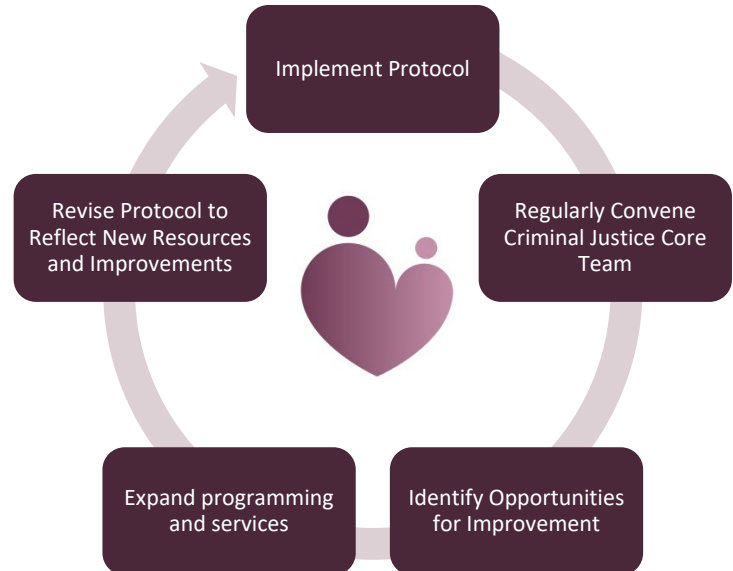 Implement Protocol
Regularly Convene
Criminal Justice Core
Team
Identify Opportunities
for Improvement
Expand programming
and services
Revise Protocol to
Reflect New Resources
and Improvements